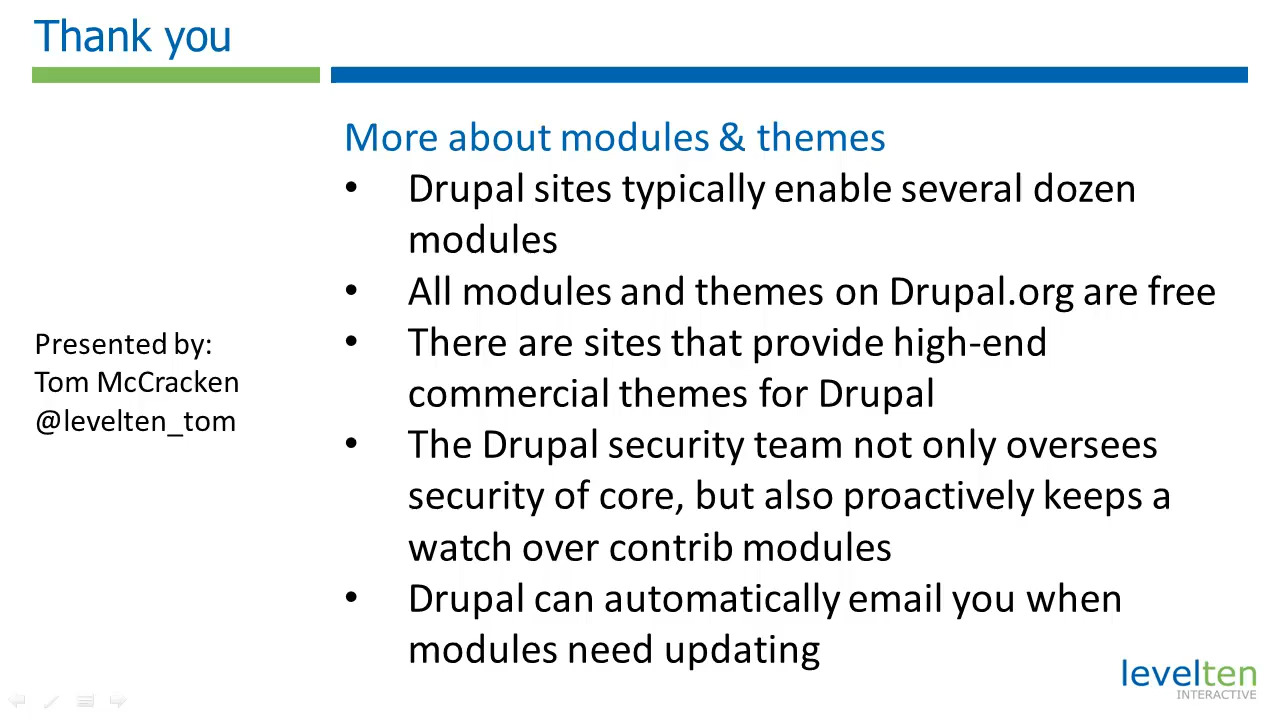 Thank you
More about modules & themes
• Drupal sites typically enable several dozen
modules
• All modules and themes on Drupal.org are free
• There are sites that provide high-end
commercial themes for Drupal
• The Drupal security team not only oversees
security of core, but also proactively keeps a
watch over contrib modules
• Drupal can automatically email you when
modules need updating
Presented by:
Tom McCracken
@levelten_tom
levelten
INTERACTIVE